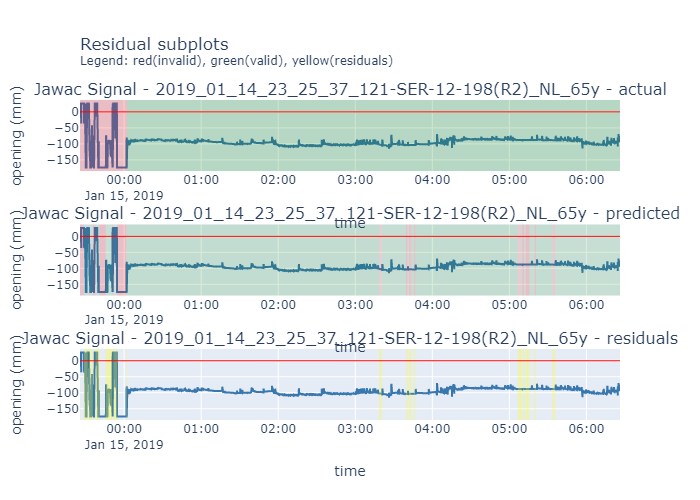 Residual subplots
Legend: red(invalid), green(valid), yellow(residuals)
Jawac Signal - 2019_01_14_23_25_37_121-SER-12-198(R2)_NL_65y - actual
opening (mm)
0
−50
−100
−150
00:00 01:00 02:00 03:00 04:00 05:00 06:00
Jan 15, 2019
time
Jawac Signal - 2019_01_14_23_25_37_121-SER-12-198(R2)_NL_65y - predicted
opening (mm)
0
−50
−100
−150
00:00 01:00 02:00 03:00 04:00 05:00 06:00
Jan 15, 2019
time
Jawac Signal - 2019_01_14_23_25_37_121-SER-12-198(R2)_NL_65y - residuals
opening (mm)
0
−50
−100
−150
00:00 01:00 02:00 03:00 04:00 05:00 06:00
Jan 15, 2019
time